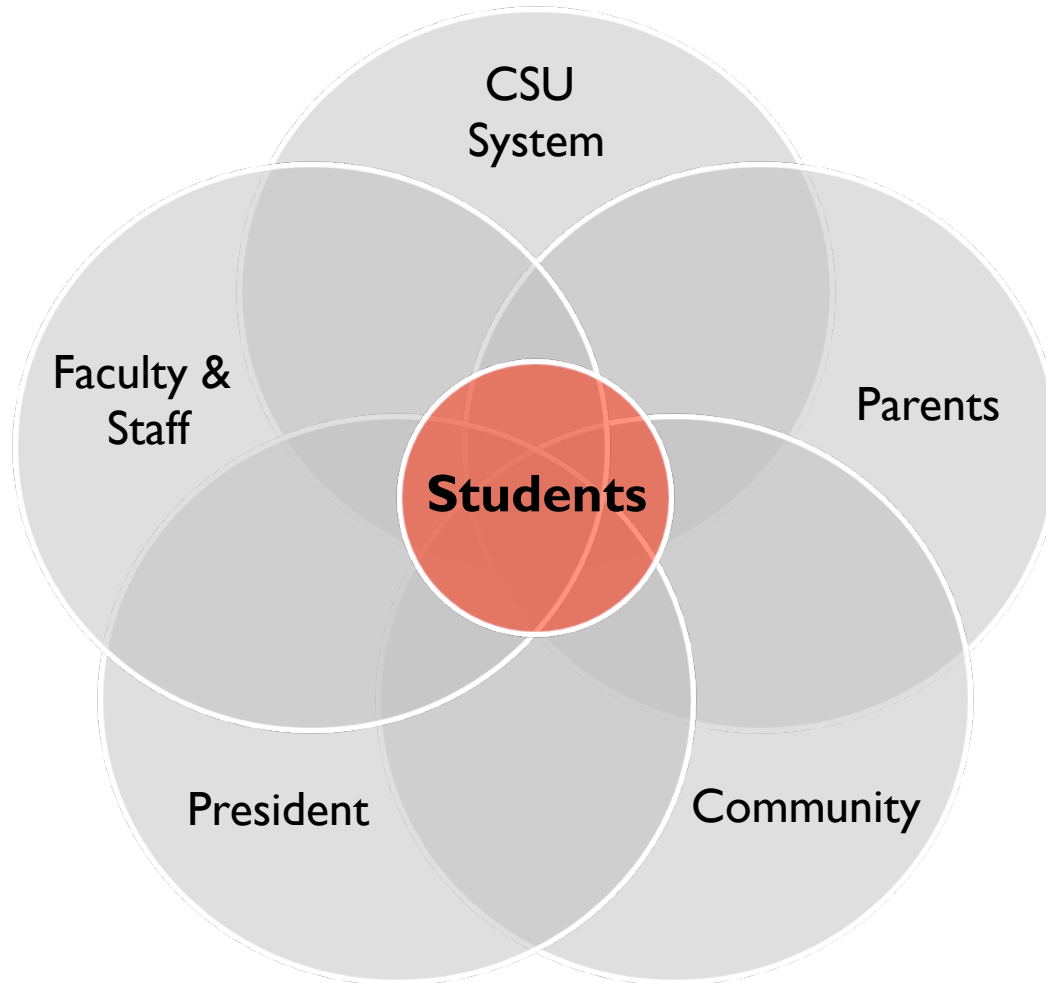 CSU
System
Faculty &
Staff
Parents
Students
President
Community